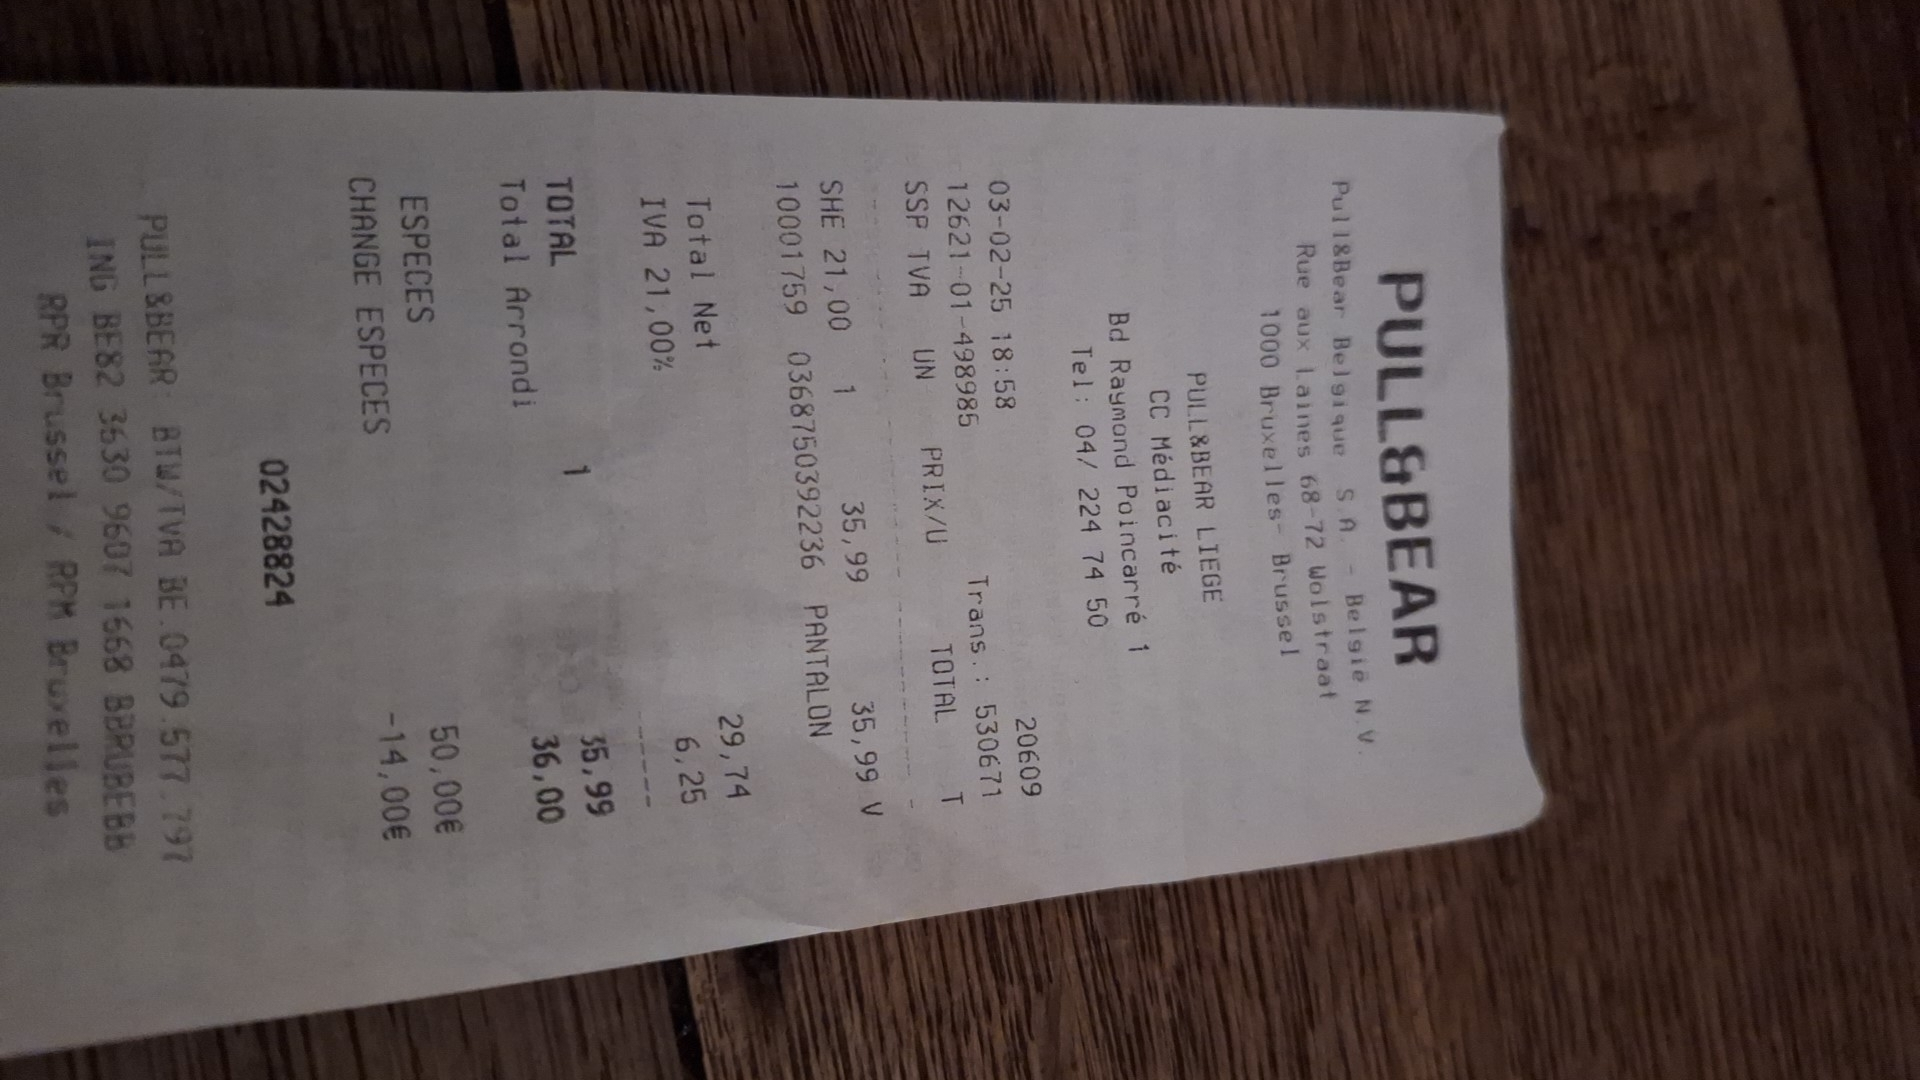 PULL&BEAR
Pull&Bear Belgique S.A. - België N.V.
Rue aux Laines 68-72 Wolstraat
1000 Bruxelles- Brussel
PULL&BEAR LIEGE
CC Médiacité
Bd Raymond Poincarré 1
Tel: 04/ 224 74 50
20609
03-02-25 18:58 Trans.: 530671
12621-01-498985
SSP TVA UN PRIX/U TOTAL T
SHE 21,00 1 35,99 35,99 V
10001759 03687503922​36 PANTALON
Total Net 29,74
IVA 21,00% 6,25
TOTAL 1 35,99
Total Arrondi 36,00
ESPECES 50,00€
CHANGE ESPECES -14,00€
02428824
PULL&BEAR: BTW/TVA BE.0479.577.797
ING BE82 3630 9607 1668 BBRUBEBB
RPR Brussel / RPM Bruxelles